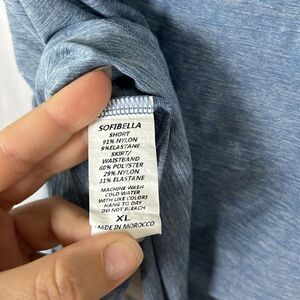 SOFIBELLA
SHORT
91% NYLON
9%ELASTANE
SKIRT/
WAISTBAND
60% POLYSTER
29% NYLON
11% ELASTANE
MACHINE WASH
COLD WATER
WITH LIKE COLORS
HANG TO DRY
DO NOT BLEACH
XL
MADE IN MOROCCO